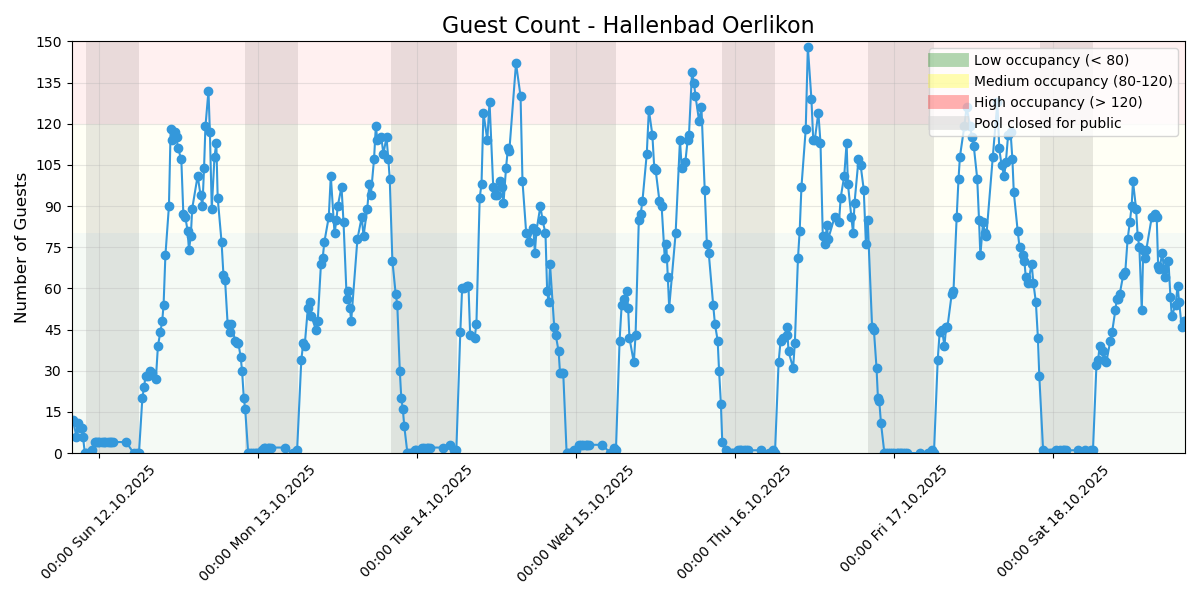 Guest Count - Hallenbad Oerlikon
Number of Guests
150
135
120
105
90
75
60
45
30
15
0
Low occupancy (< 80)
Medium occupancy (80-120)
High occupancy (> 120)
Pool closed for public
00:00 Sun 12.10.2025
00:00 Mon 13.10.2025
00:00 Tue 14.10.2025
00:00 Wed 15.10.2025
00:00 Thu 16.10.2025
00:00 Fri 17.10.2025
00:00 Sat 18.10.2025